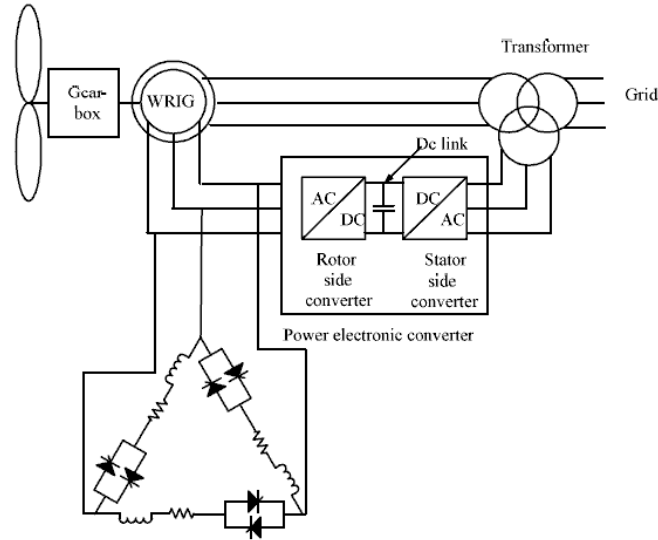 Transformer
Gear-
box
WRIG
Grid
Dc link
AC
DC
DC
AC
Rotor
side
converter
Stator
side
converter
Power electronic converter